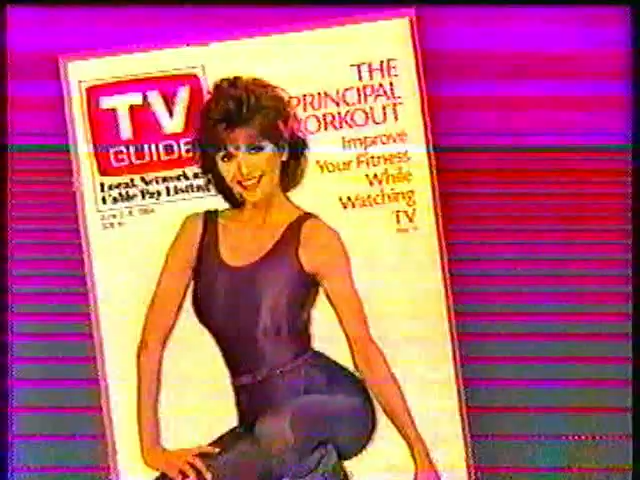 TV
GUIDE
Local, Network and
Cable/Pay Listings
THE
PRINCIPAL
WORKOUT
Improve
Your Fitness
While
Watching
TV